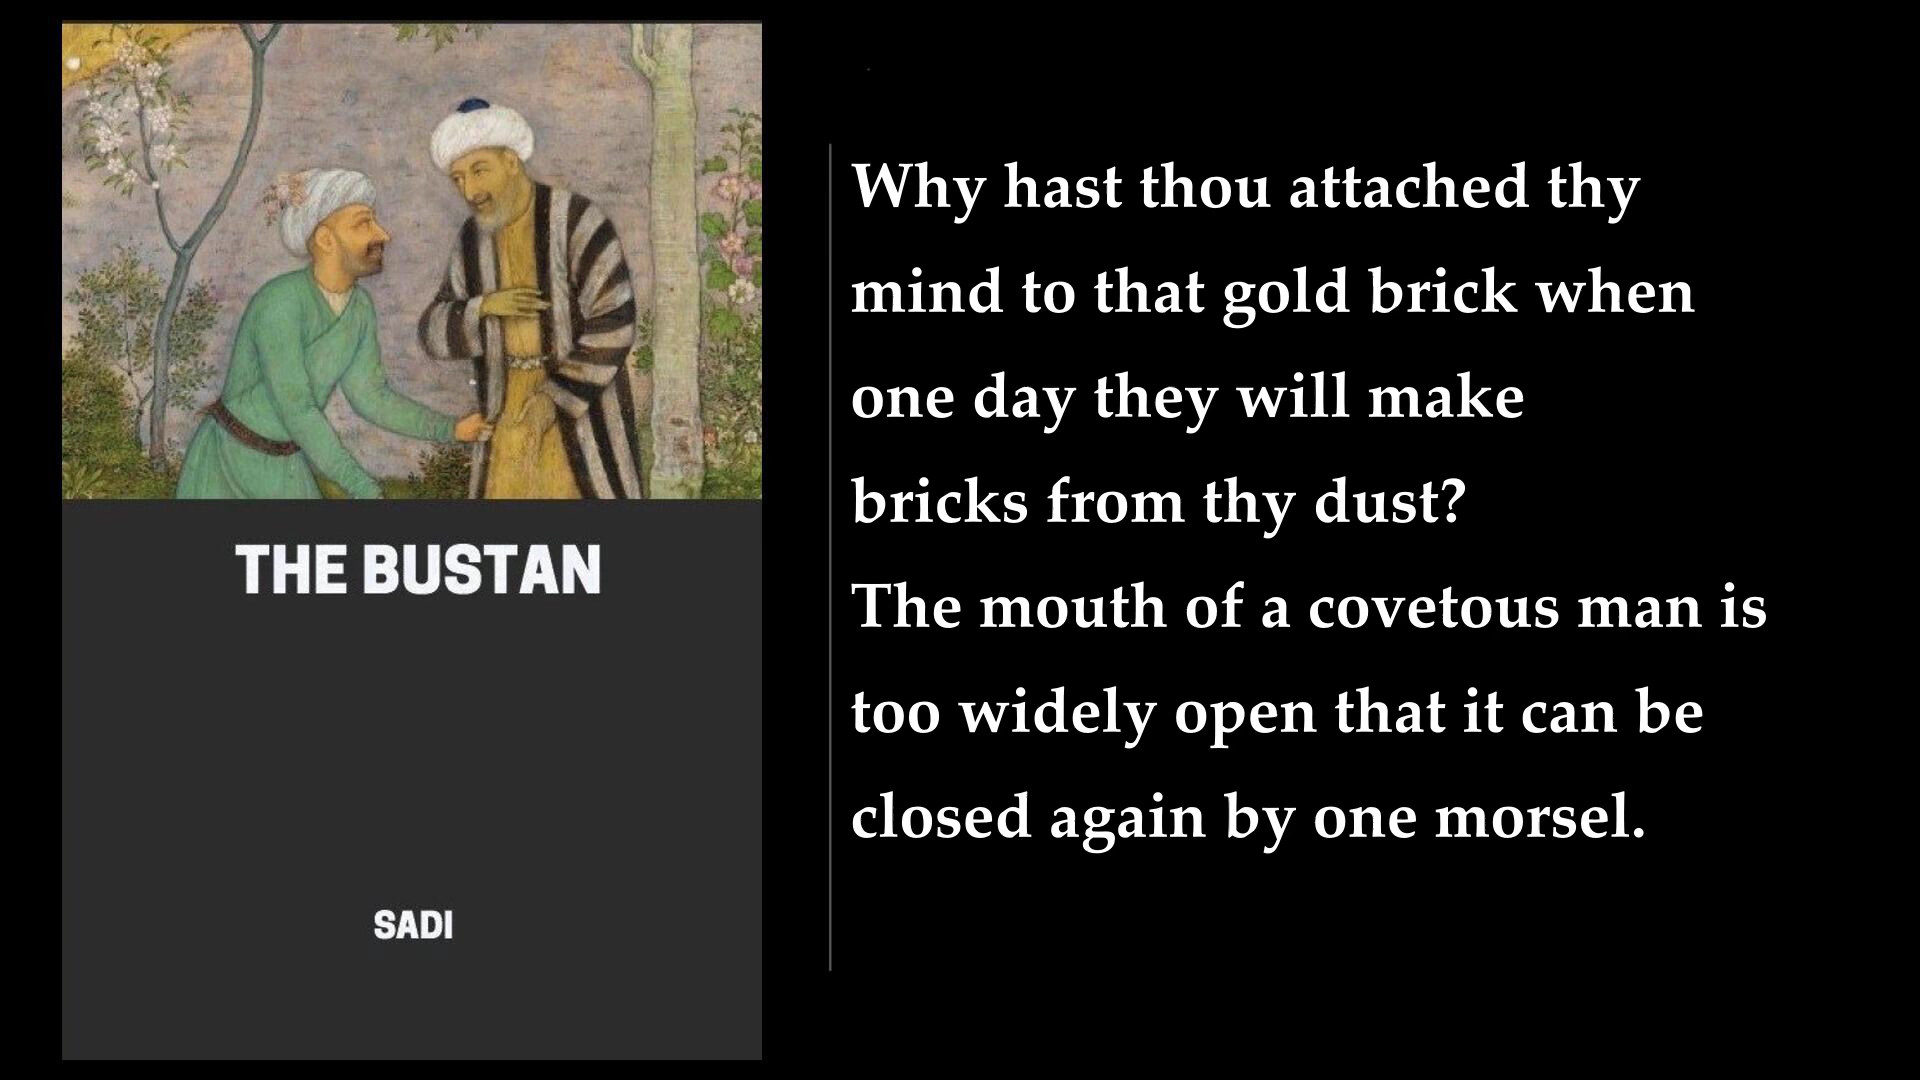 THE BUSTAN
SADI
Why hast thou attached thy
mind to that gold brick when
one day they will make
bricks from thy dust?
The mouth of a covetous man is
too widely open that it can be
closed again by one morsel.